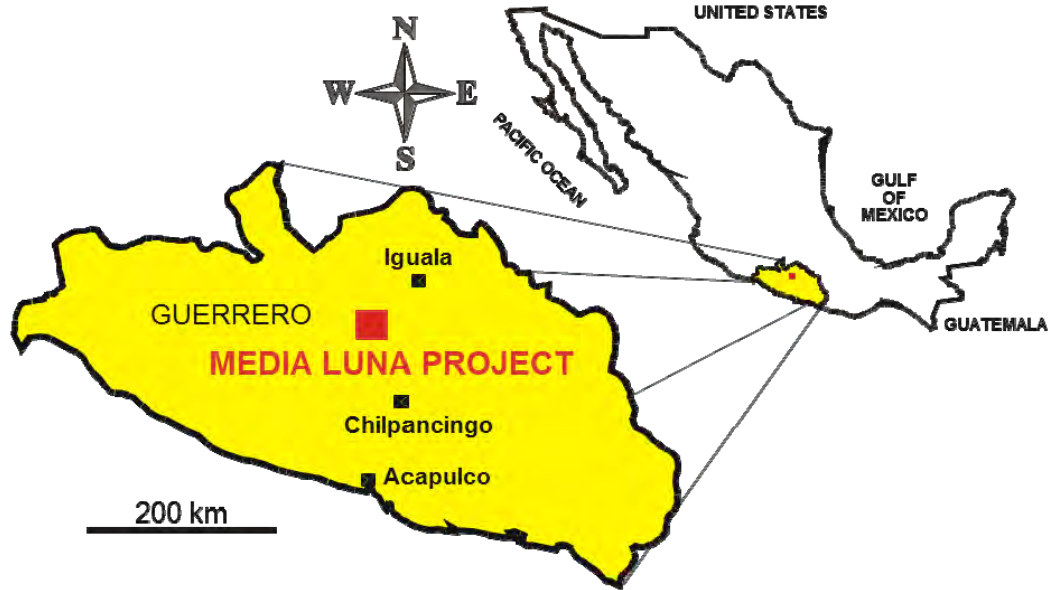 UNITED STATES
N
W
E
S
PACIFIC OCEAN
GULF
OF
MEXICO
Iguala
GUERRERO
GUATEMALA
MEDIA LUNA PROJECT
Chilpancingo
Acapulco
200 km